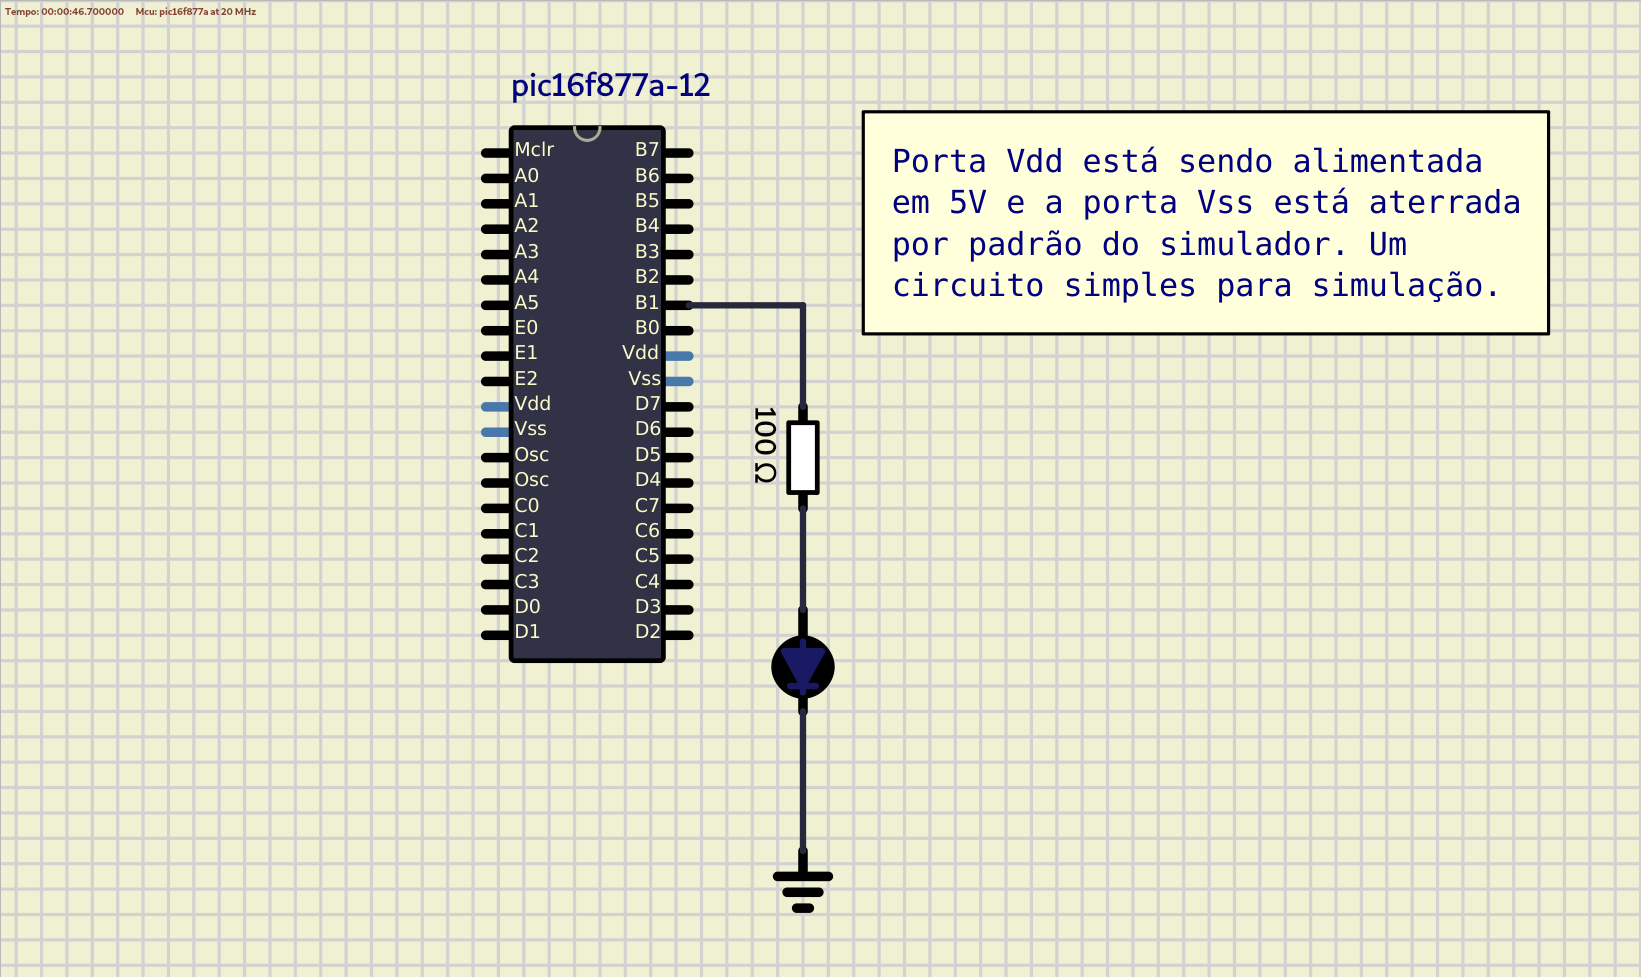 Tempo: 00:00:46.700000 Mcu: pic16f877a at 20 MHz
pic16f877a-12
Mclr B7
A0 B6
A1 B5
A2 B4
A3 B3
A4 B2
A5 B1
E0 B0
E1 Vdd
E2 Vss
Vdd D7
Vss D6
Osc D5
Osc D4
C0 C7
C1 C6
C2 C5
C3 C4
D0 D3
D1 D2
100 Ω
Porta Vdd está sendo alimentada
em 5V e a porta Vss está aterrada
por padrão do simulador. Um
circuito simples para simulação.